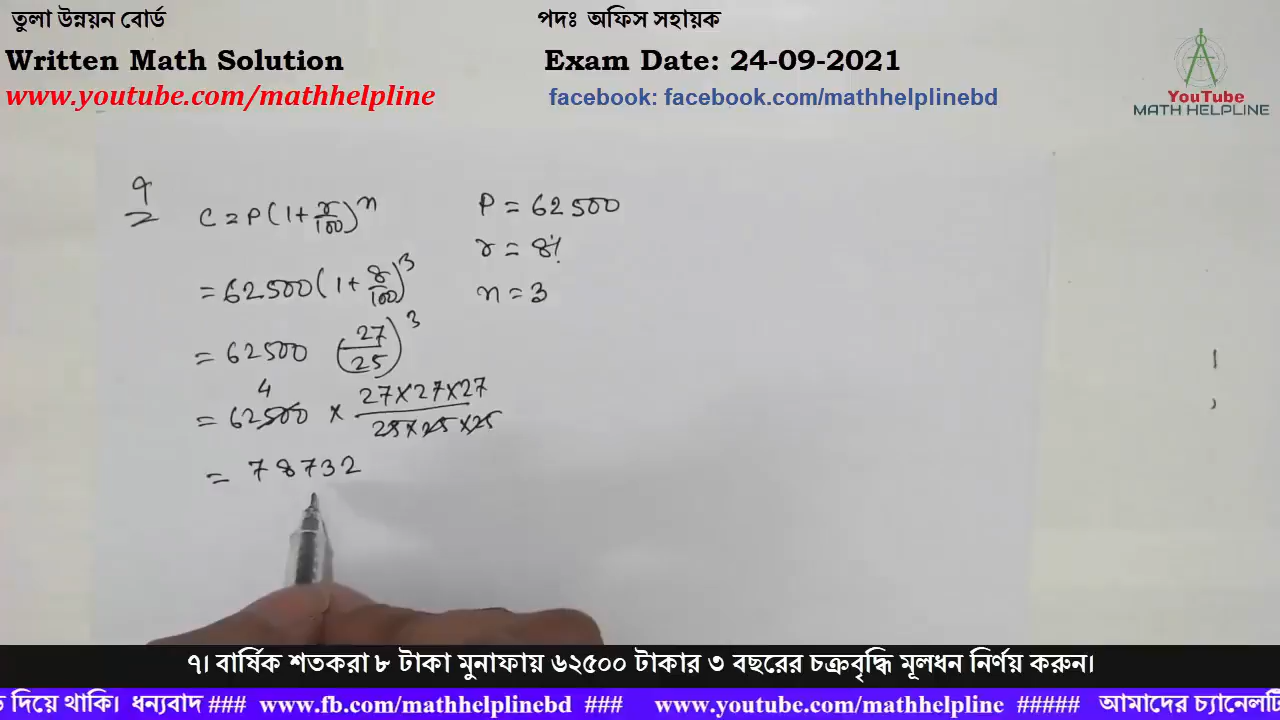 তুলা উন্নয়ন বোর্ড
পদঃ অফিস সহায়ক
Written Math Solution
Exam Date: 24-09-2021
www.youtube.com/mathhelpline
facebook: facebook.com/mathhelplinebd
YouTube
MATH HELPLINE
৭
C = P(1+r/100)^n
P = 62500
= 62500(1+8/100)^3
r = 8%
n = 3
= 62500 (27/25)^3
4
= 62500 × 27×27×27/25×25×25
= 78732
৭। বার্ষিক শতকরা ৮ টাকা মুনাফায় ৬২৫০০ টাকার ৩ বছরের চক্রবৃদ্ধি মূলধন নির্ণয় করুন।
দিয়ে থাকি। ধন্যবাদ ### www.fb.com/mathhelplinebd ### www.youtube.com/mathhelpline ##### আমাদের চ্যানেলটি